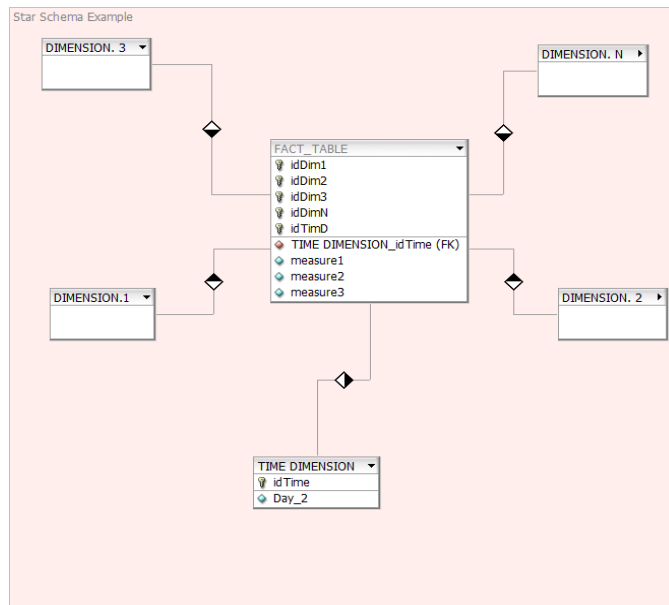 Star Schema Example
DIMENSION. 3
DIMENSION. N
FACT_TABLE
idDim1
idDim2
idDim3
idDimN
idTimD
TIME DIMENSION_idTime (FK)
measure1
measure2
measure3
DIMENSION.1
DIMENSION. 2
TIME DIMENSION
idTime
Day_2